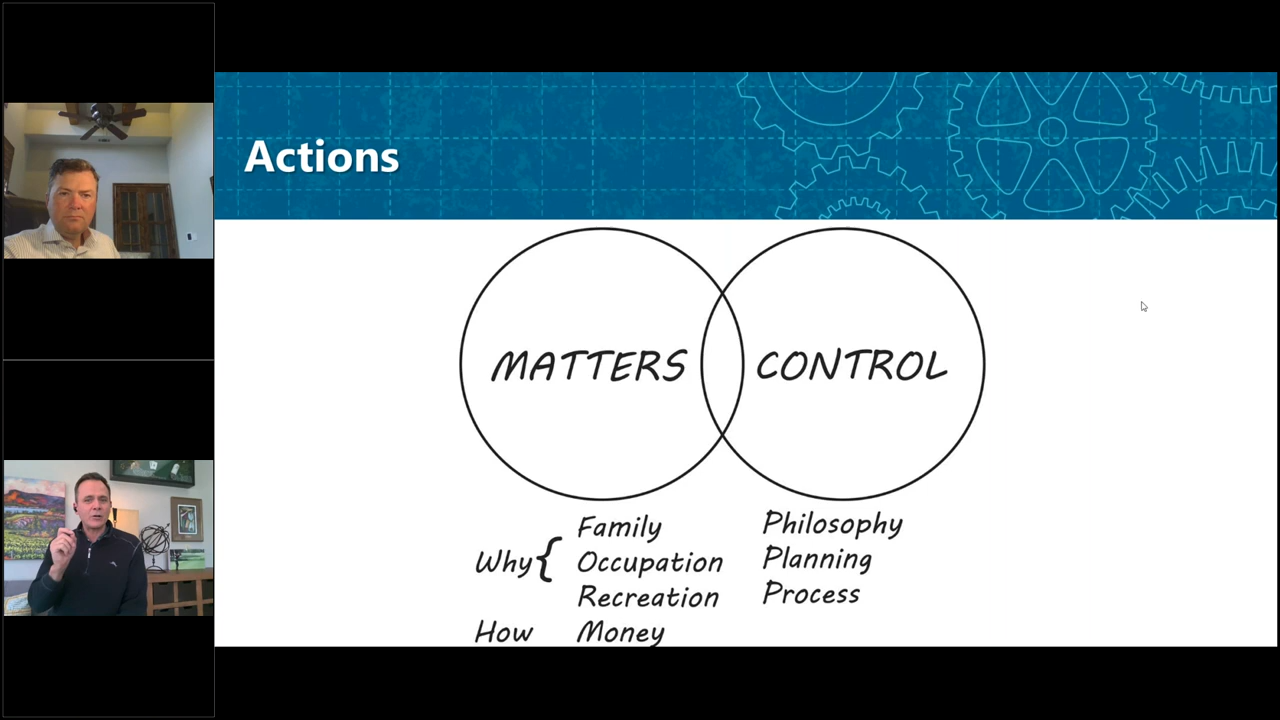 Actions
MATTERS
CONTROL
Why { Family
Occupation
Recreation
How Money
Philosophy
Planning
Process